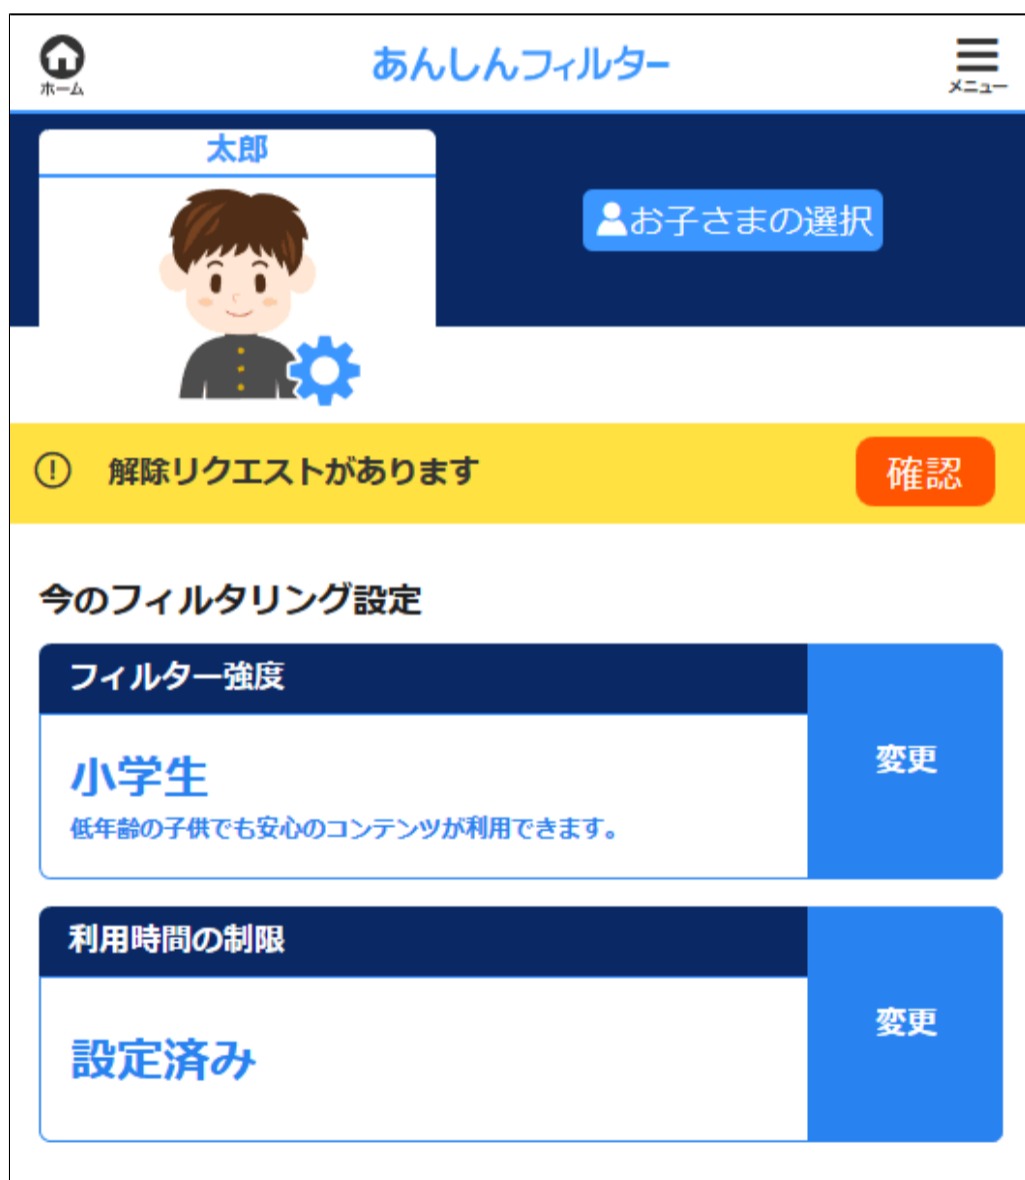 あんしんフィルター
ホーム
メニュー
太郎
お子さまの選択
解除リクエストがあります
確認
今のフィルタリング設定
フィルター強度
小学生
低年齢の子供でも安心のコンテンツが利用できます。
変更
利用時間の制限
設定済み
変更